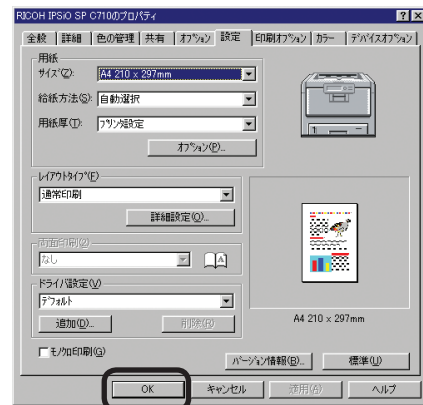 RICOH IPSiO SP C710のプロパティ
全般 詳細 色の管理 共有 オプション 設定 印刷オプション カラー デバイスオプション
用紙
サイズ(Z): A4 210 x 297mm
給紙方法(S): 自動選択
用紙厚(T): プリンタ設定
オプション(P)...
レイアウトタイプ(F)
通常印刷
詳細設定(O)...
両面印刷(2)
なし
ドライバ設定(V)
デフォルト
追加(D)... 削除(R)
A4 210 x 297mm
モノクロ印刷(G)
バージョン情報(B)... 標準(U)
OK キャンセル 適用(A) ヘルプ